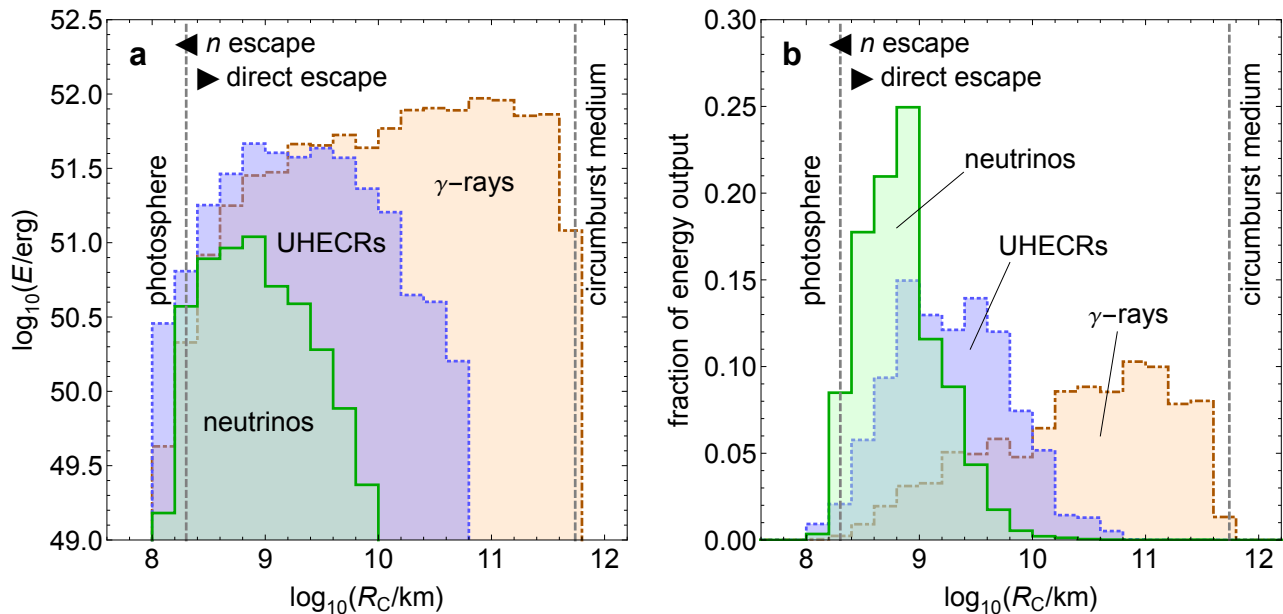 a
◀ n escape
▶ direct escape
photosphere
circumburst medium
γ−rays
UHECRs
neutrinos
log₁₀(E/erg)
52.5
52.0
51.5
51.0
50.5
50.0
49.5
49.0
8 9 10 11 12
log₁₀(R_C/km)
b
◀ n escape
▶ direct escape
photosphere
circumburst medium
neutrinos
UHECRs
γ−rays
fraction of energy output
0.30
0.25
0.20
0.15
0.10
0.05
0.00
8 9 10 11 12
log₁₀(R_C/km)